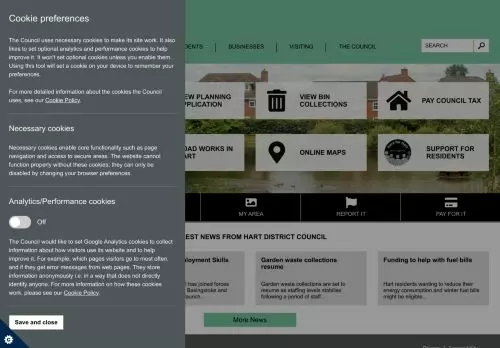 Cookie preferences
The Council uses necessary cookies to make its site work. It also
likes to set optional analytics and performance cookies to help
improve it. It won't set optional cookies unless you enable them.
Using this tool will set a cookie on your device to remember your
preferences.
For more detailed information about the cookies the Council
uses, see our Cookie Policy.
Necessary cookies
Necessary cookies enable core functionality such as page
navigation and access to secure areas. The website cannot
function properly without these cookies; they can only be
disabled by changing your browser preferences.
Analytics/Performance cookies
Off
The Council would like to set Google Analytics cookies to collect
information about how visitors use its website and to help
improve it. For example, which pages visitors go to most often
and if they get error messages from web pages. They store
information anonymously i.e. in a way that does not directly
identify anyone. For more information on how these cookies
work, please see our Cookie Policy.
Save and close
DENTS
BUSINESSES
VISITING
THE COUNCIL
SEARCH
EW PLANNING
PPLICATION
VIEW BIN
COLLECTIONS
PAY COUNCIL TAX
OAD WORKS IN
ART
ONLINE MAPS
SUPPORT FOR
RESIDENTS
MY AREA
REPORT IT
PAY FOR IT
EST NEWS FROM HART DISTRICT COUNCIL
loyment Skills
l has joined forces
Basingstoke and
launch...
Garden waste collections
resume
Garden waste collections are set to
resume as staffing levels stabilise
following a period of staff...
Funding to help with fuel bills
Hart residents wanting to reduce their
energy consumption and winter fuel bills
might be eligible...
More News